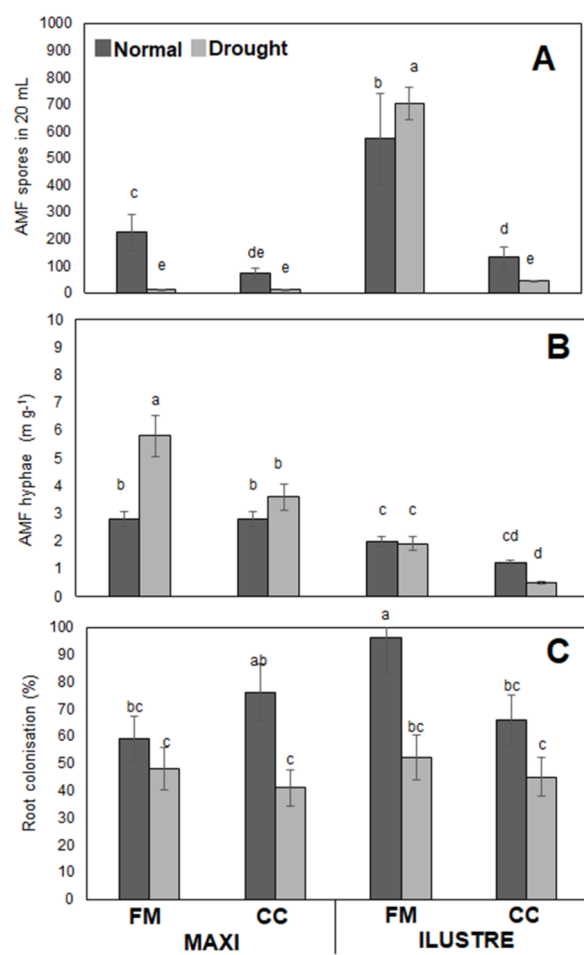 1000
Normal Drought
A
900
800
700
600
500
400
300
200
100
0
AMF spores in 20 mL
c
e
de
e
b
a
d
e
10
B
9
8
7
6
5
4
3
2
1
0
AMF hyphae (m g-1)
b
a
b
b
c
c
cd
d
100
C
90
80
70
60
50
40
30
20
10
0
Root colonisation (%)
bc
c
ab
c
a
bc
bc
c
FM CC FM CC
MAXI ILUSTRE